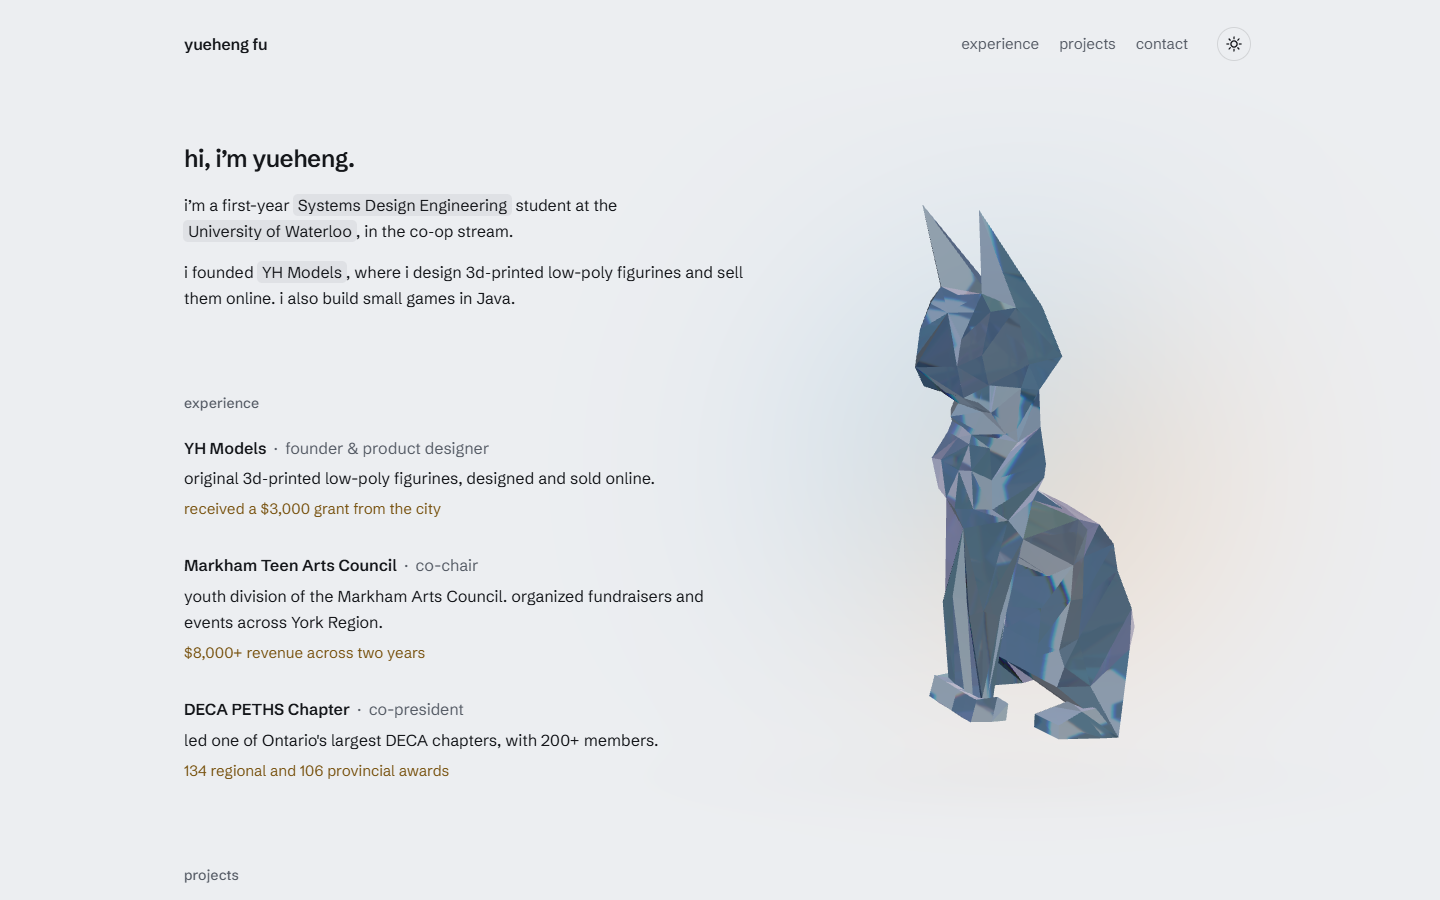 yueheng fu
experience projects contact
hi, i’m yueheng.
i’m a first-year Systems Design Engineering student at the
University of Waterloo , in the co-op stream.
i founded YH Models , where i design 3d-printed low-poly figurines and sell
them online. i also build small games in Java.
experience
YH Models · founder & product designer
original 3d-printed low-poly figurines, designed and sold online.
received a $3,000 grant from the city
Markham Teen Arts Council · co-chair
youth division of the Markham Arts Council. organized fundraisers and
events across York Region.
$8,000+ revenue across two years
DECA PETHS Chapter · co-president
led one of Ontario's largest DECA chapters, with 200+ members.
134 regional and 106 provincial awards
projects